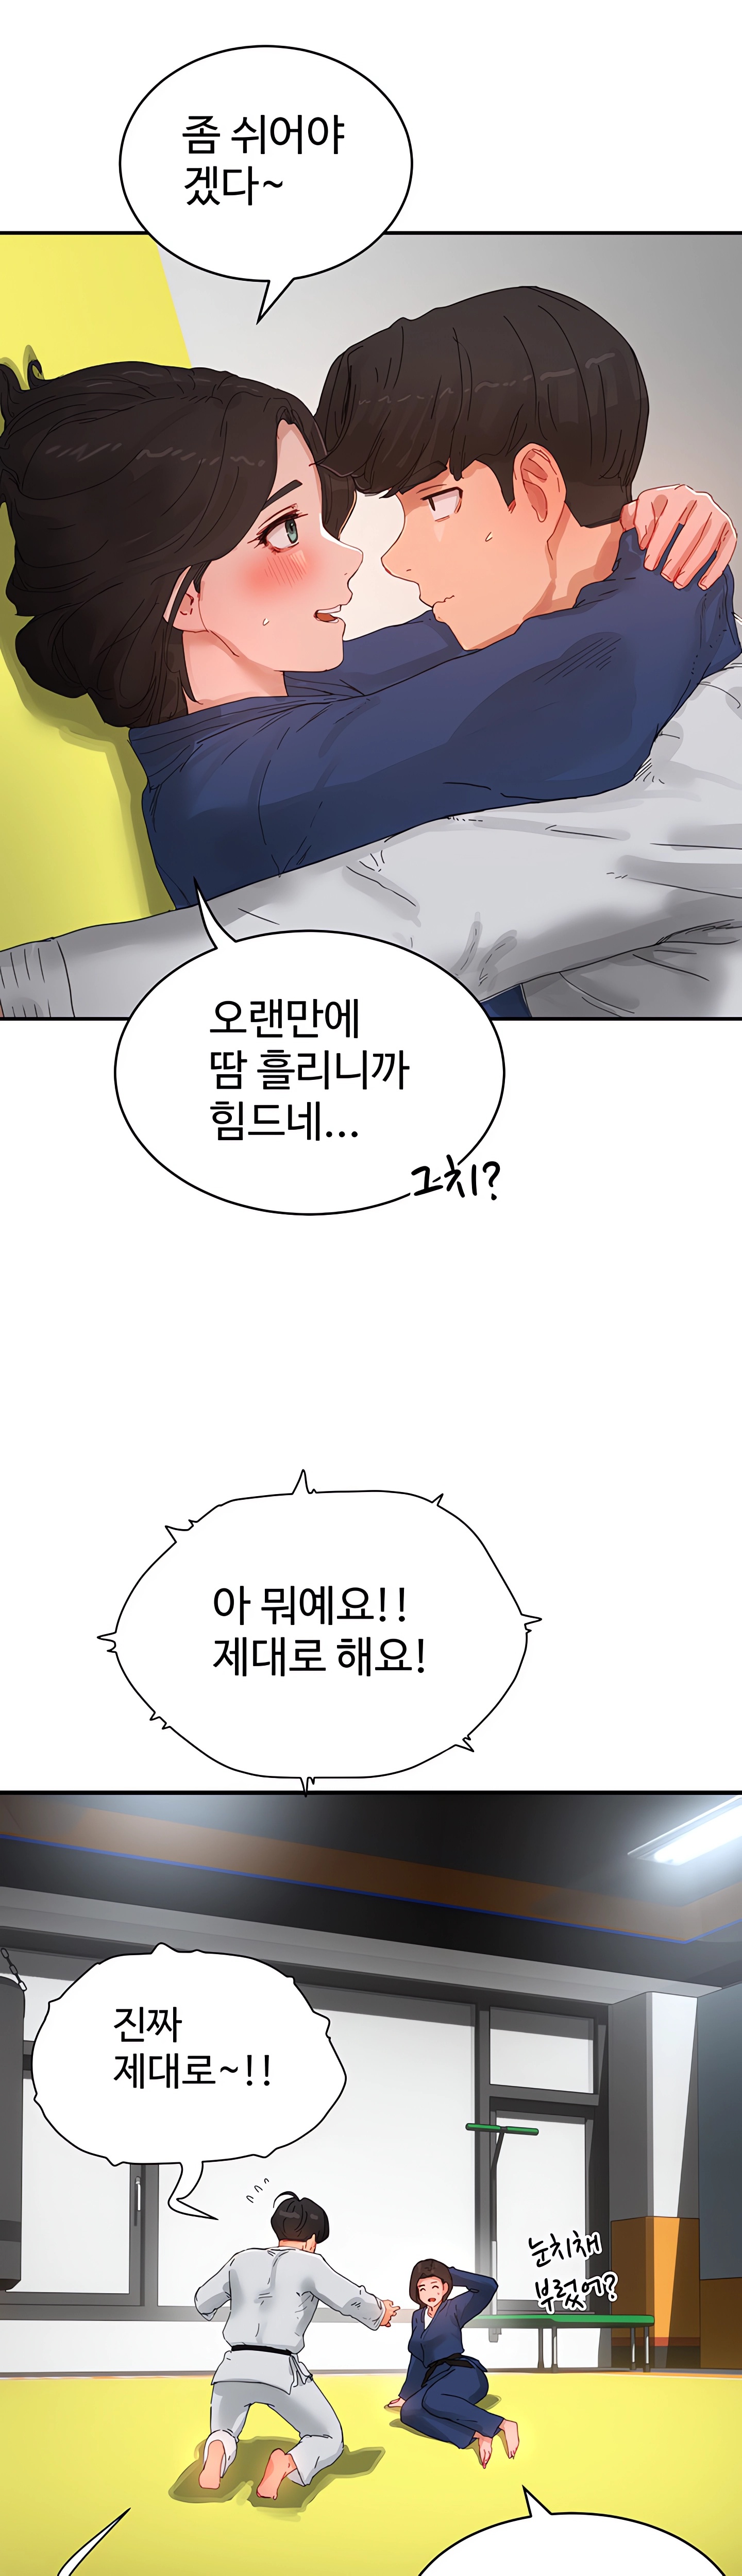 좀 쉬어야
겠다~
오랜만에
땀 흘리니까
힘드네...
그치?
아 뭐예요!!
제대로 해요!
진짜
제대로~!!
눈치채
부렀어?